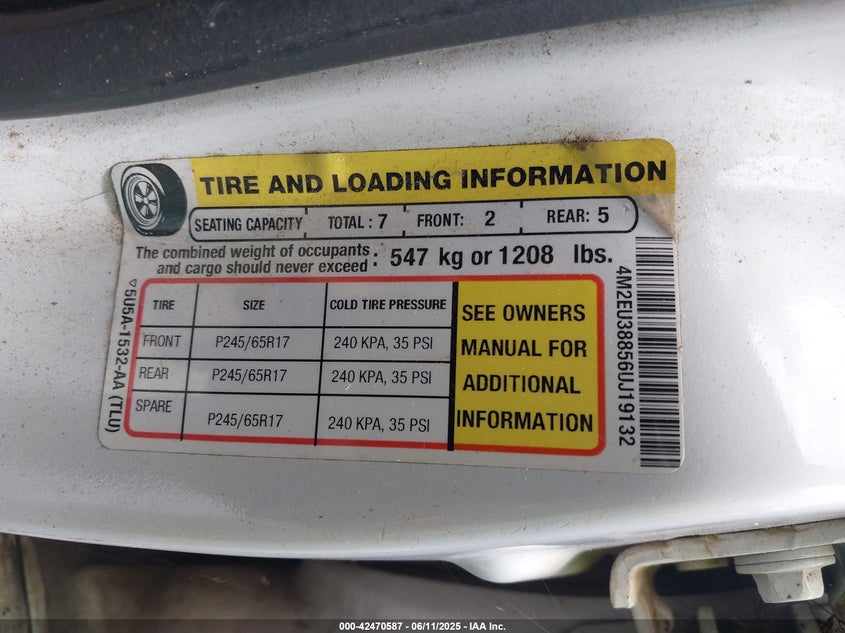 TIRE AND LOADING INFORMATION
SEATING CAPACITY TOTAL : 7 FRONT: 2 REAR: 5
The combined weight of occupants
and cargo should never exceed : 547 kg or 1208 lbs.
TIRE SIZE COLD TIRE PRESSURE
FRONT P245/65R17 240 KPA, 35 PSI
REAR P245/65R17 240 KPA, 35 PSI
SPARE P245/65R17 240 KPA, 35 PSI
SEE OWNERS
MANUAL FOR
ADDITIONAL
INFORMATION
5U5A-1532-AA (TLU)
4M2EU38856UJ19132
000-42470587 - 06/11/2025 - IAA Inc.